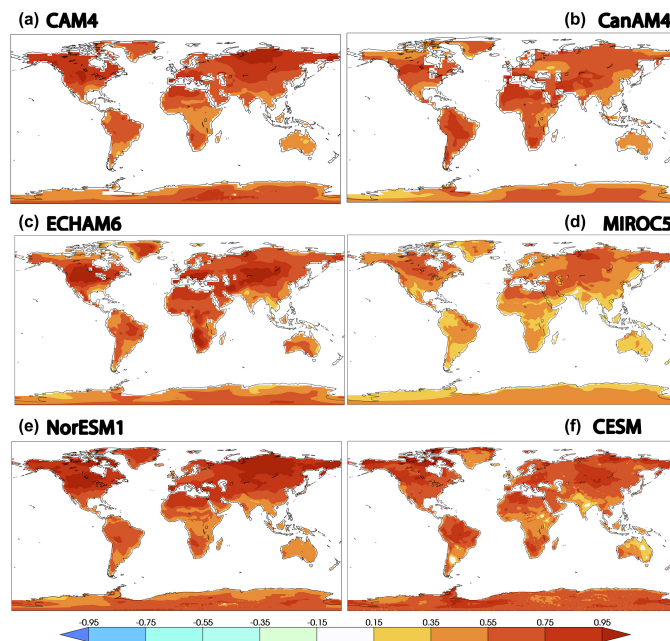 (a) CAM4
(b) CanAM4
(c) ECHAM6
(d) MIROC5
(e) NorESM1
(f) CESM
-0.95 -0.75 -0.55 -0.35 -0.15 0.15 0.35 0.55 0.75 0.95